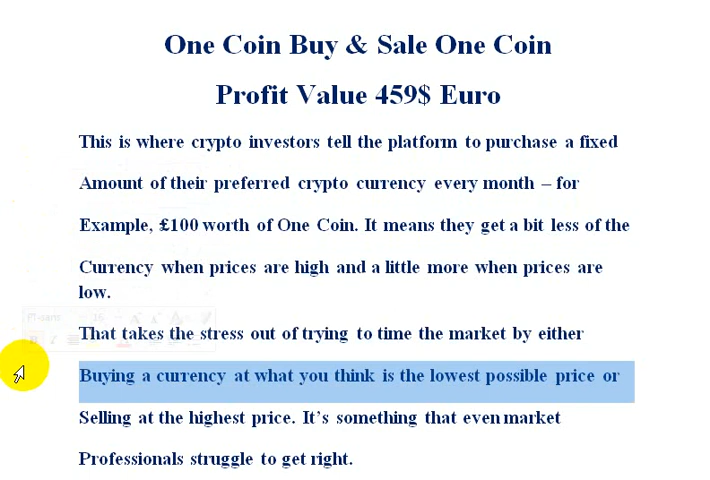 One Coin Buy & Sale One Coin
Profit Value 459$ Euro
This is where crypto investors tell the platform to purchase a fixed
Amount of their preferred crypto currency every month – for
Example, £100 worth of One Coin. It means they get a bit less of the
Currency when prices are high and a little more when prices are
low.
That takes the stress out of trying to time the market by either
Buying a currency at what you think is the lowest possible price or
Selling at the highest price. It's something that even market
Professionals struggle to get right.